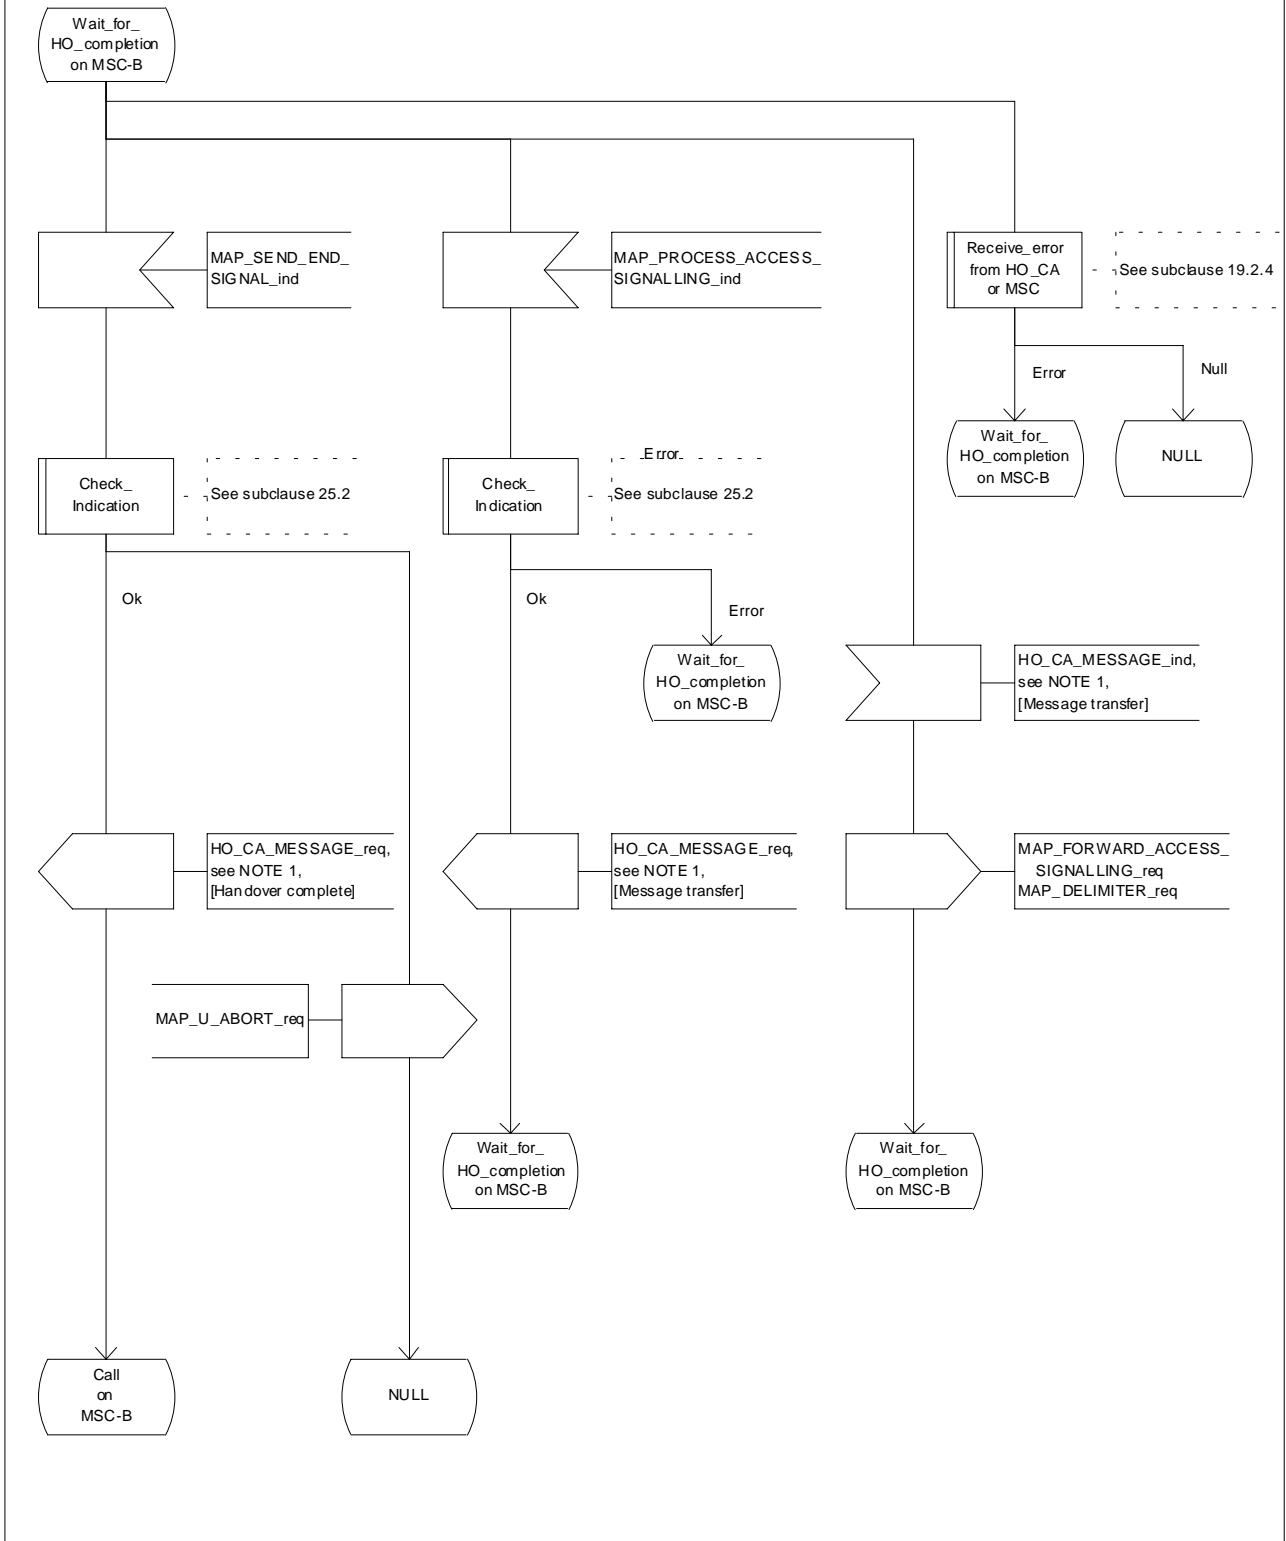 Wait_for_
HO_completion
on MSC-B
MAP_SEND_END_
SIGNAL_ind
MAP_PROCESS_ACCESS_
SIGNALLING_ind
Receive_error
from HO_CA
or MSC
See subclause 19.2.4
Error
Null
Wait_for_
HO_completion
on MSC-B
NULL
Check_
Indication
See subclause 25.2
Error
Check_
Indication
See subclause 25.2
Ok
Ok
Error
Wait_for_
HO_completion
on MSC-B
HO_CA_MESSAGE_ind,
see NOTE 1,
[Message transfer]
HO_CA_MESSAGE_req,
see NOTE 1,
[Handover complete]
HO_CA_MESSAGE_req,
see NOTE 1,
[Message transfer]
MAP_FORWARD_ACCESS_
SIGNALLING_req
MAP_DELIMITER_req
MAP_U_ABORT_req
Wait_for_
HO_completion
on MSC-B
Wait_for_
HO_completion
on MSC-B
Call
on
MSC-B
NULL